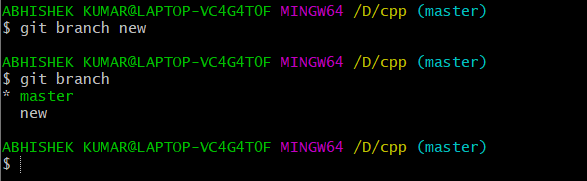 ABHISHEK KUMAR@LAPTOP-VC4G4T0F MINGW64 /D/cpp (master)
$ git branch new
ABHISHEK KUMAR@LAPTOP-VC4G4T0F MINGW64 /D/cpp (master)
$ git branch
* master
  new
ABHISHEK KUMAR@LAPTOP-VC4G4T0F MINGW64 /D/cpp (master)
$